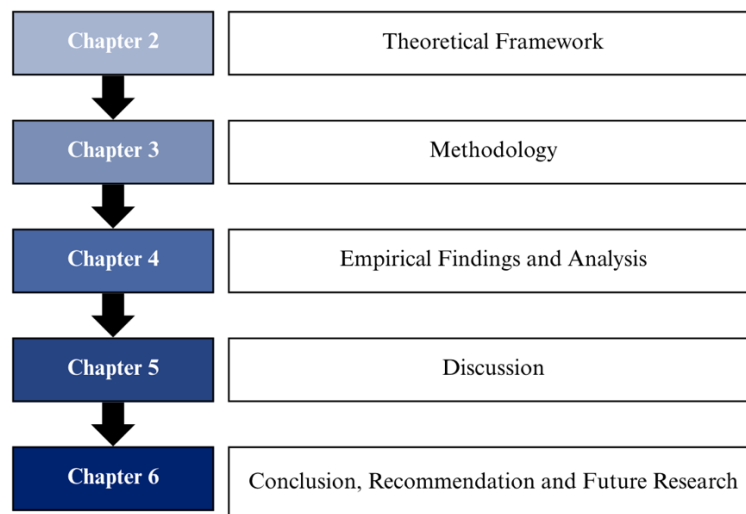 Chapter 2
Theoretical Framework
Chapter 3
Methodology
Chapter 4
Empirical Findings and Analysis
Chapter 5
Discussion
Chapter 6
Conclusion, Recommendation and Future Research